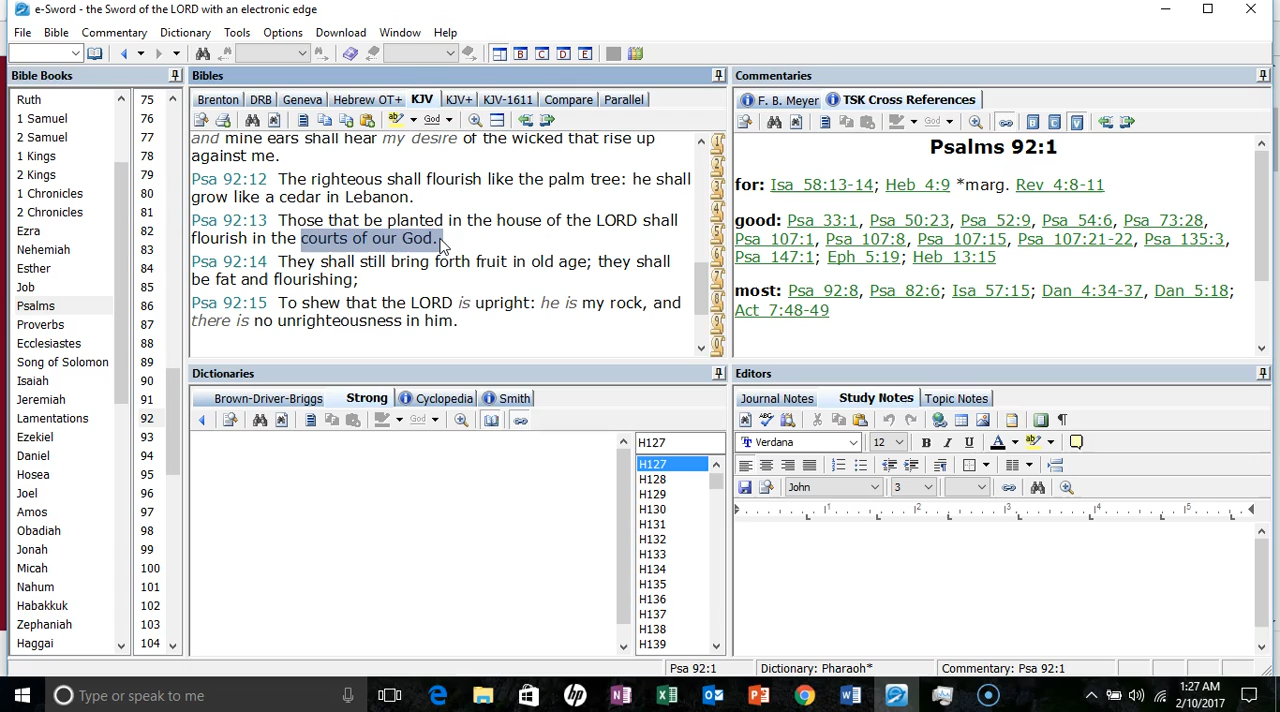 e-Sword - the Sword of the LORD with an electronic edge
File Bible Commentary Dictionary Tools Options Download Window Help
Bible Books
Ruth
1 Samuel
2 Samuel
1 Kings
2 Kings
1 Chronicles
2 Chronicles
Ezra
Nehemiah
Esther
Job
Psalms
Proverbs
Ecclesiastes
Song of Solomon
Isaiah
Jeremiah
Lamentations
Ezekiel
Daniel
Hosea
Joel
Amos
Obadiah
Jonah
Micah
Nahum
Habakkuk
Zephaniah
Haggai
75
76
77
78
79
80
81
82
83
84
85
86
87
88
89
90
91
92
93
94
95
96
97
98
99
100
101
102
103
104
Bibles
Brenton DRB Geneva Hebrew OT+ KJV KJV+ KJV-1611 Compare Parallel
God
and mine ears shall hear my desire of the wicked that rise up
against me.
Psa 92:12 The righteous shall flourish like the palm tree: he shall
grow like a cedar in Lebanon.
Psa 92:13 Those that be planted in the house of the LORD shall
flourish in the courts of our God.
Psa 92:14 They shall still bring forth fruit in old age; they shall
be fat and flourishing;
Psa 92:15 To shew that the LORD is upright: he is my rock, and
there is no unrighteousness in him.
Commentaries
F. B. Meyer TSK Cross References
God
Psalms 92:1
for: Isa 58:13-14; Heb 4:9 *marg. Rev 4:8-11
good: Psa 33:1, Psa 50:23, Psa 52:9, Psa 54:6, Psa 73:28,
Psa 107:1, Psa 107:8, Psa 107:15, Psa 107:21-22, Psa 135:3,
Psa 147:1; Eph 5:19; Heb 13:15
most: Psa 92:8, Psa 82:6; Isa 57:15; Dan 4:34-37, Dan 5:18;
Act 7:48-49
Dictionaries
Brown-Driver-Briggs Strong Cyclopedia Smith
God
H127
H127
H128
H129
H130
H131
H132
H133
H134
H135
H136
H137
H138
H139
Editors
Journal Notes Study Notes Topic Notes
Verdana 12 B I U A
John 3
1 2 3 4 5
Psa 92:1 Dictionary: Pharaoh* Commentary: Psa 92:1
Type or speak to me
1:27 AM
2/10/2017